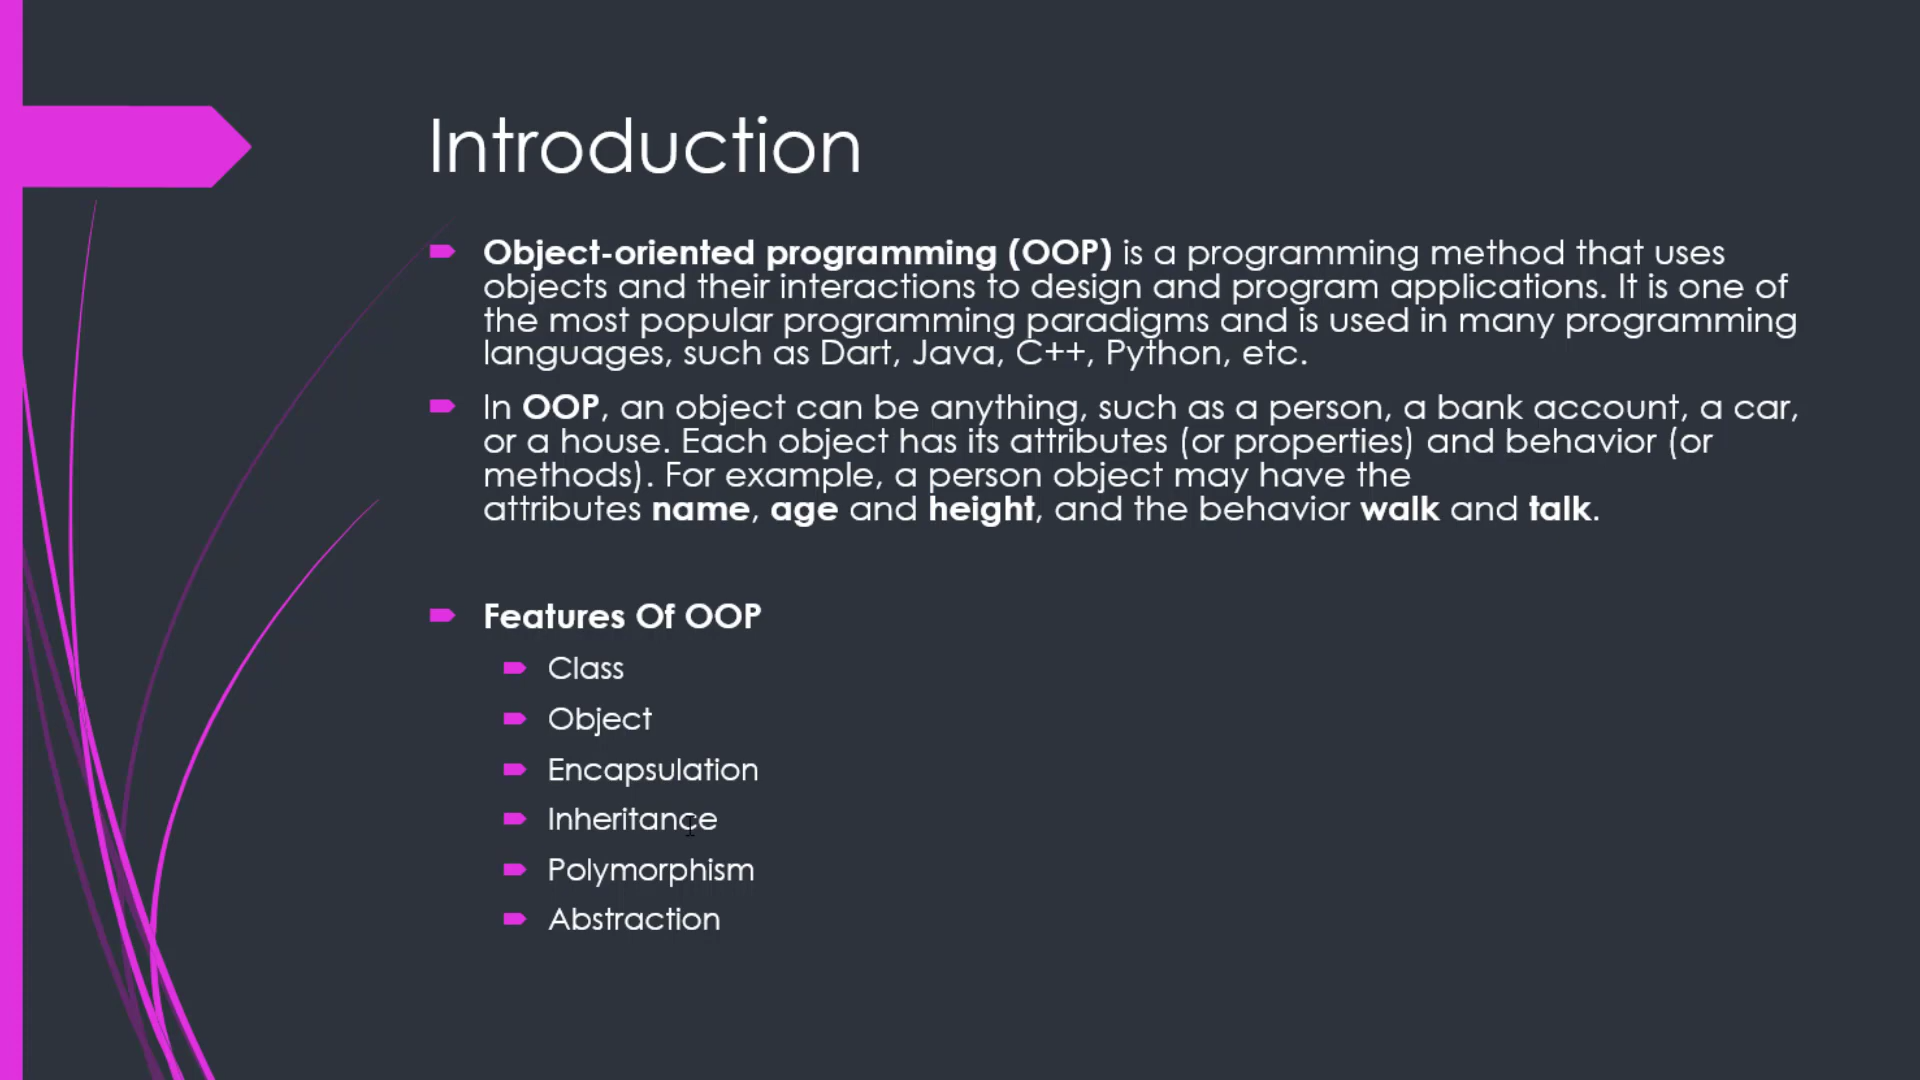 Introduction
Object-oriented programming (OOP) is a programming method that uses
objects and their interactions to design and program applications. It is one of
the most popular programming paradigms and is used in many programming
languages, such as Dart, Java, C++, Python, etc.
In OOP, an object can be anything, such as a person, a bank account, a car,
or a house. Each object has its attributes (or properties) and behavior (or
methods). For example, a person object may have the
attributes name, age and height, and the behavior walk and talk.
Features Of OOP
Class
Object
Encapsulation
Inheritance
Polymorphism
Abstraction